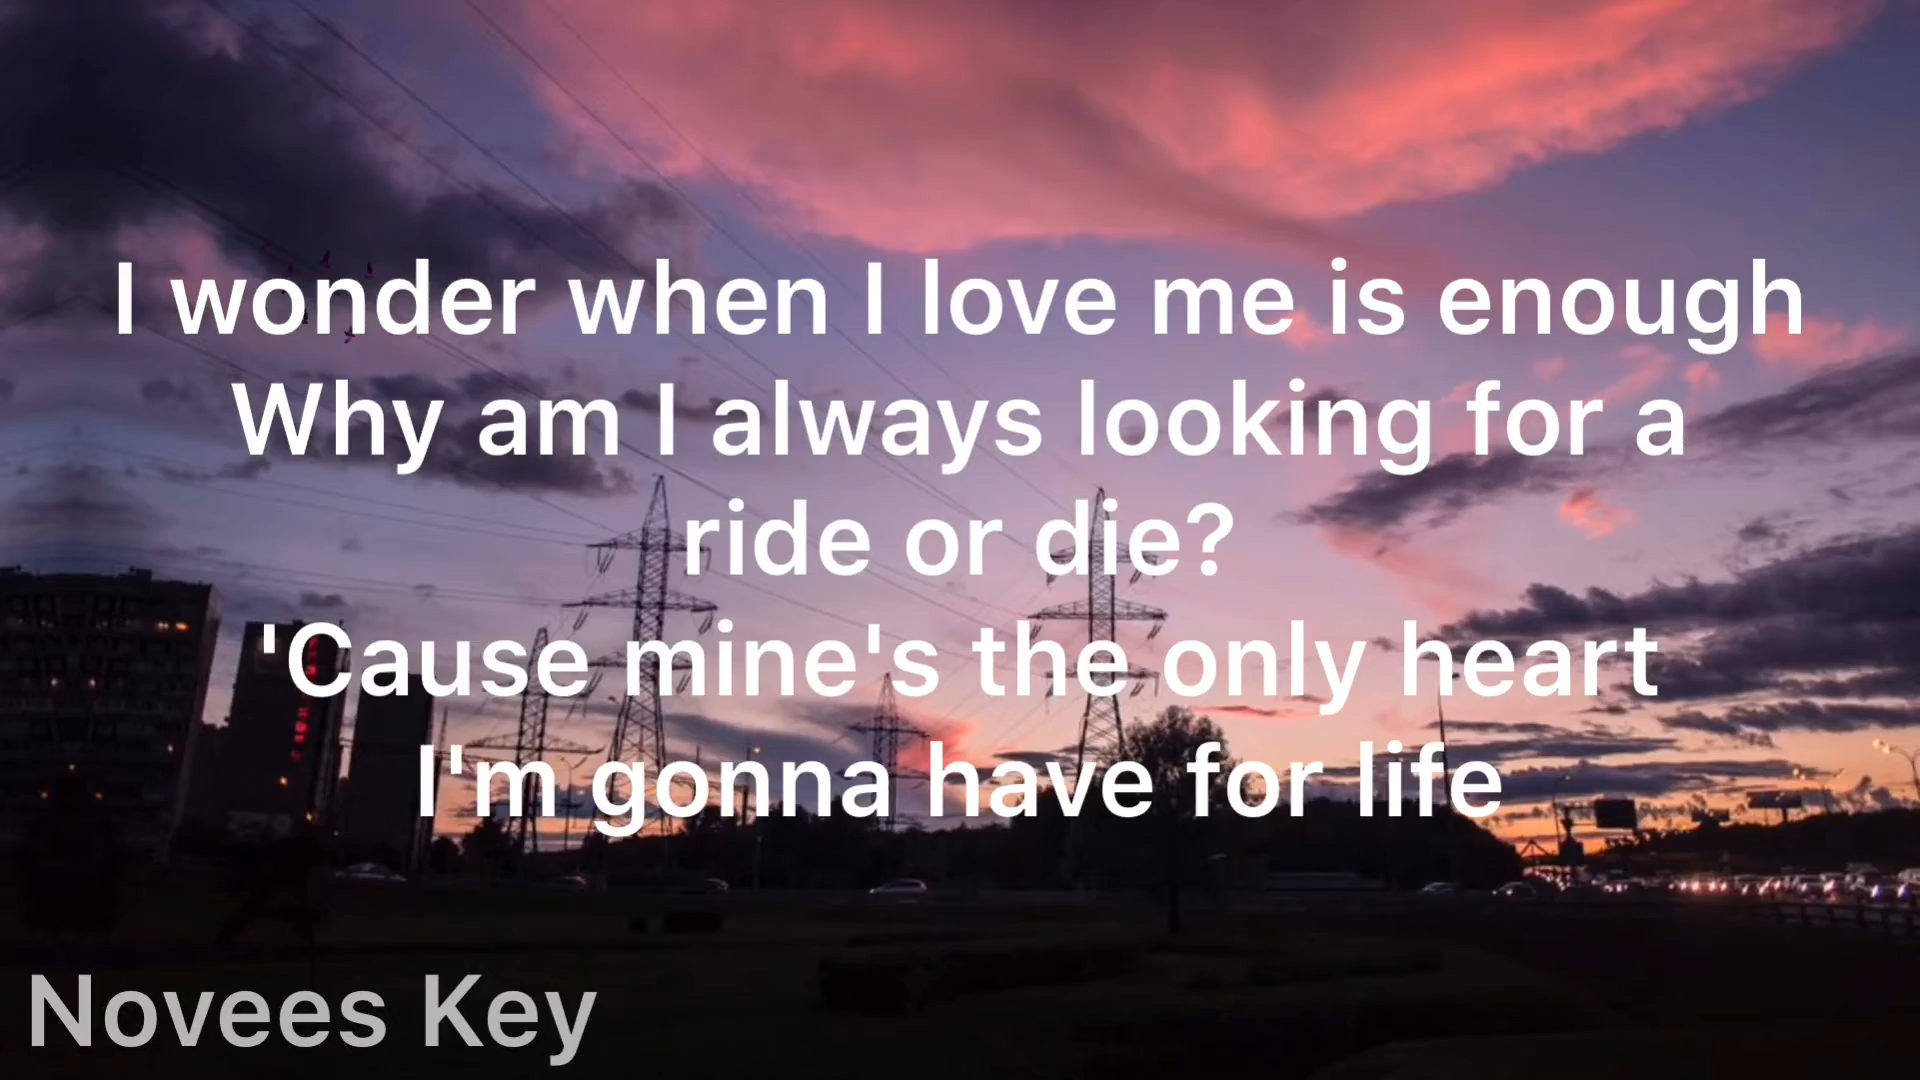 I wonder when I love me is enough
Why am I always looking for a
ride or die?
'Cause mine's the only heart
I'm gonna have for life
Novees Key